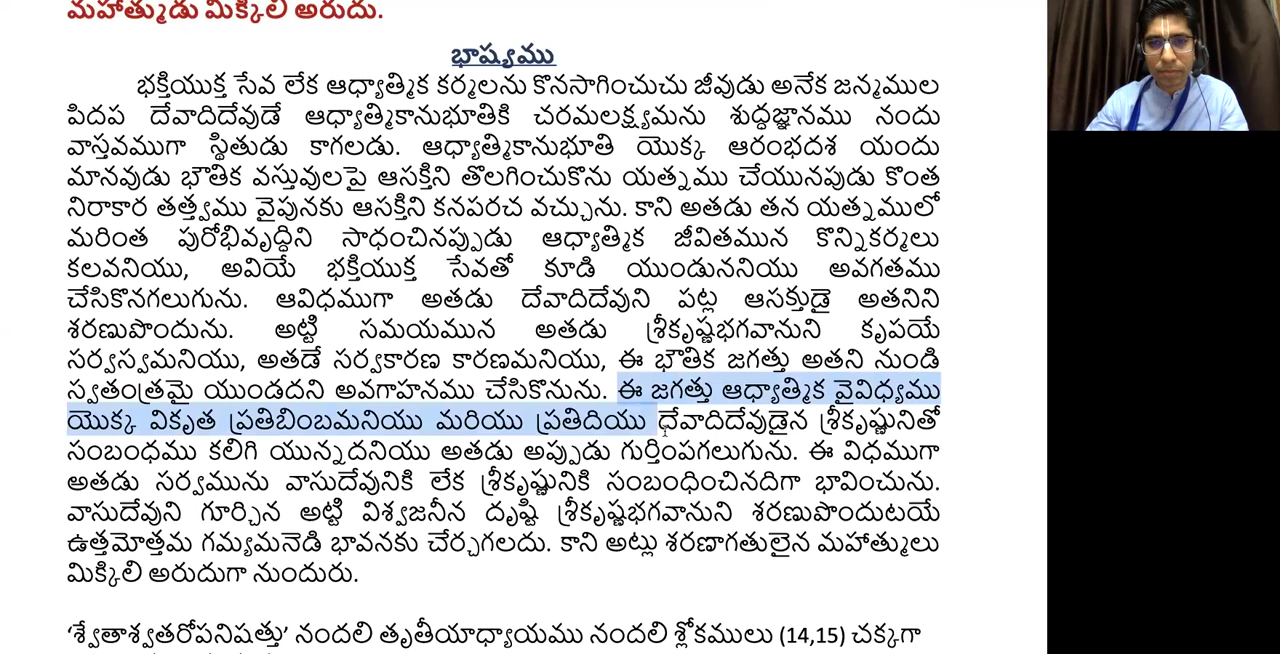 మహాత్ముడు మిక్కిలి అరుదు.
భాష్యము
భక్తియుక్త సేవ లేక ఆధ్యాత్మిక కర్మలను కొనసాగించుచు జీవుడు అనేక జన్మముల
పిదప దేవాదిదేవుడే ఆధ్యాత్మికానుభూతికి చరమలక్ష్యమను శుద్ధజ్ఞానము నందు
వాస్తవముగా స్థితుడు కాగలడు. ఆధ్యాత్మికానుభూతి యొక్క ఆరంభదశ యందు
మానవుడు భౌతిక వస్తువులపై ఆసక్తిని తొలగించుకొను యత్నము చేయునపుడు కొంత
నిరాకార తత్త్వము వైపునకు ఆసక్తిని కనపరచ వచ్చును. కాని అతడు తన యత్నములో
మరింత పురోభివృద్ధిని సాధంచినప్పుడు ఆధ్యాత్మిక జీవితమున కొన్నికర్మలు
కలవనియు, అవియే భక్తియుక్త సేవతో కూడి యుండుననియు అవగతము
చేసికొనగలుగును. ఆవిధముగా అతడు దేవాదిదేవుని పట్ల ఆసక్తుడై అతనిని
శరణుపొందును. అట్టి సమయమున అతడు శ్రీకృష్ణభగవానుని కృపయే
సర్వస్వమనియు, అతడే సర్వకారణ కారణమనియు, ఈ భౌతిక జగత్తు అతని నుండి
స్వతంత్రమై యుండదని అవగాహనము చేసికొనును. ఈ జగత్తు ఆధ్యాత్మిక వైవిధ్యము
యొక్క వికృత ప్రతిబింబమనియు మరియు ప్రతిదియు దేవాదిదేవుడైన శ్రీకృష్ణునితో
సంబంధము కలిగి యున్నదనియు అతడు అప్పుడు గుర్తింపగలుగును. ఈ విధముగా
అతడు సర్వమును వాసుదేవునికి లేక శ్రీకృష్ణునికి సంబంధించినదిగా భావించును.
వాసుదేవుని గూర్చిన అట్టి విశ్వజనీన దృష్టి శ్రీకృష్ణభగవానుని శరణుపొందుటయే
ఉత్తమోత్తమ గమ్యమనెడి భావనకు చేర్చగలదు. కాని అట్లు శరణాగతులైన మహాత్ములు
మిక్కిలి అరుదుగా నుందురు.
‘శ్వేతాశ్వతరోపనిషత్తు’ నందలి తృతీయాధ్యాయము నందలి శ్లోకములు (14,15) చక్కగా